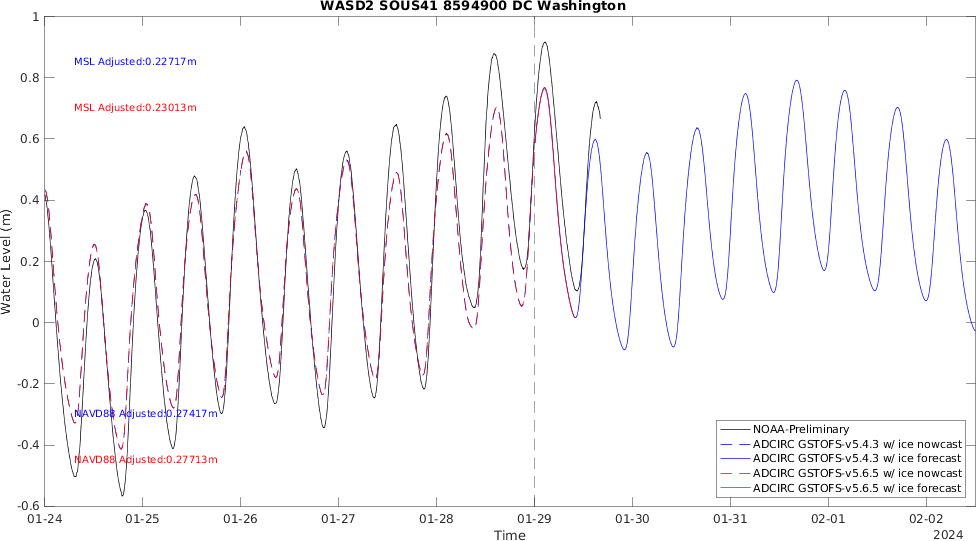 WASD2 SOUS41 8594900 DC Washington
1
0.8
0.6
0.4
0.2
0
-0.2
-0.4
-0.6
Water Level (m)
MSL Adjusted:0.22717m
MSL Adjusted:0.23013m
NAVD88 Adjusted:0.27417m
NAVD88 Adjusted:0.27713m
NOAA-Preliminary
ADCIRC GSTOFS-v5.4.3 w/ ice nowcast
ADCIRC GSTOFS-v5.4.3 w/ ice forecast
ADCIRC GSTOFS-v5.6.5 w/ ice nowcast
ADCIRC GSTOFS-v5.6.5 w/ ice forecast
01-24 01-25 01-26 01-27 01-28 01-29 01-30 01-31 02-01 02-02
Time
2024